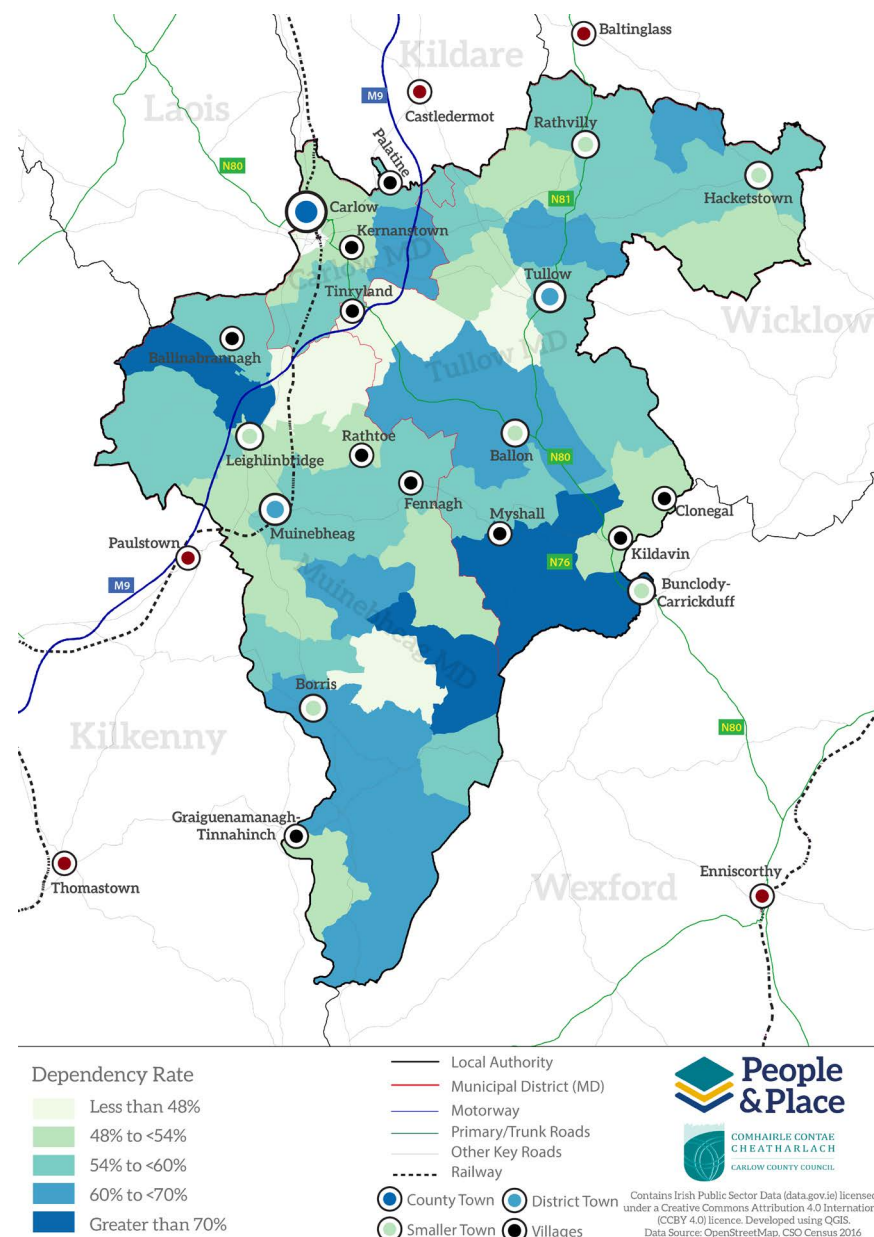 Baltinglass
Kildare
M9
Castledermot
Laois
Rathvilly
Palatine
N80
Hacketstown
N81
Carlow
Kernanstown
Carlow MD
Tullow
Tinryland
Wicklow
Ballinabrannagh
Tullow MD
Rathtoe
Leighlinbridge
Ballon
N80
Fennagh
Clonegal
Myshall
Muinebheag
Paulstown
Kildavin
N76
M9
Bunclody-
Carrickduff
Muinebheag MD
Borris
N80
Kilkenny
Graiguenamanagh-
Tinnahinch
Enniscorthy
Thomastown
Wexford
Dependency Rate
Less than 48%
48% to <54%
54% to <60%
60% to <70%
Greater than 70%
Local Authority
Municipal District (MD)
Motorway
Primary/Trunk Roads
Other Key Roads
Railway
County Town
District Town
Smaller Town
Villages
People
&Place
COMHAIRLE CONTAE
CHEATHARLACH
CARLOW COUNTY COUNCIL
Contains Irish Public Sector Data (data.gov.ie) licensed
under a Creative Commons Attribution 4.0 Internation
(CCBY 4.0) licence. Developed using QGIS.
Data Source: OpenStreetMap, CSO Census 2016